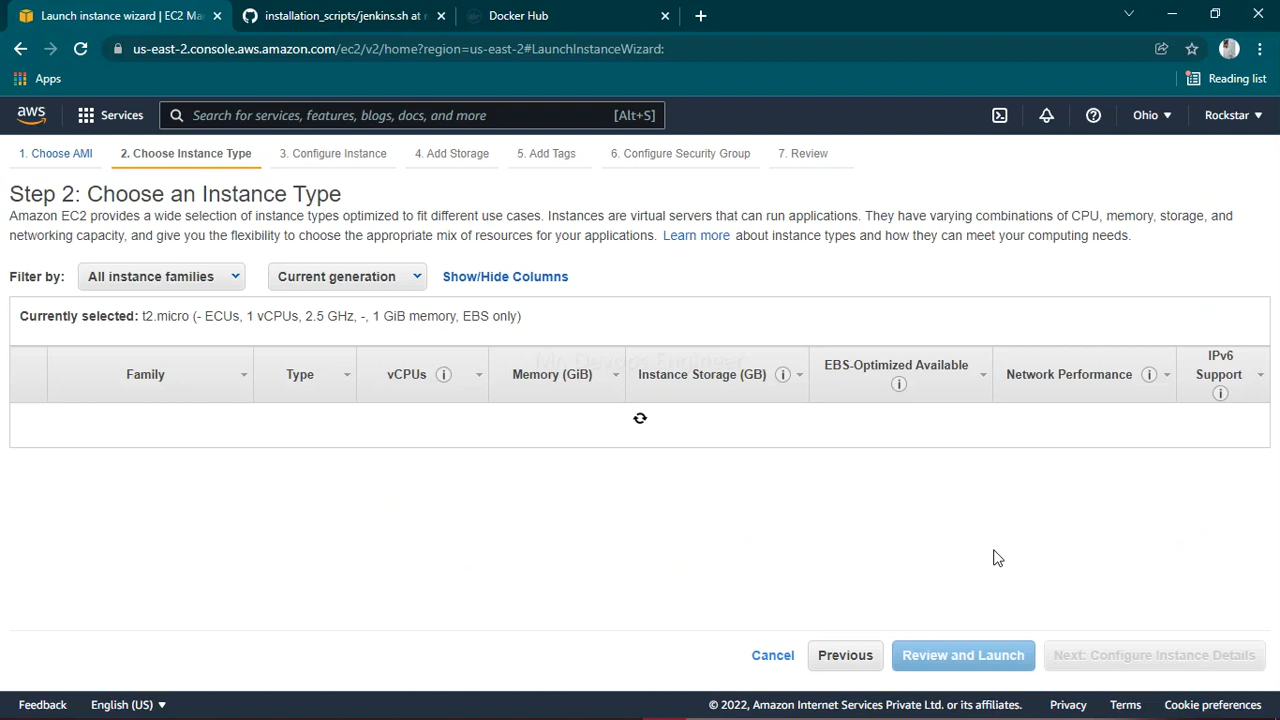 Launch instance wizard | EC2 Ma
installation_scripts/jenkins.sh at
Docker Hub
us-east-2.console.aws.amazon.com/ec2/v2/home?region=us-east-2#LaunchInstanceWizard:
Apps
Reading list
aws
Services
Search for services, features, blogs, docs, and more
[Alt+S]
Ohio
Rockstar
1. Choose AMI
2. Choose Instance Type
3. Configure Instance
4. Add Storage
5. Add Tags
6. Configure Security Group
7. Review
Step 2: Choose an Instance Type
Amazon EC2 provides a wide selection of instance types optimized to fit different use cases. Instances are virtual servers that can run applications. They have varying combinations of CPU, memory, storage, and
networking capacity, and give you the flexibility to choose the appropriate mix of resources for your applications. Learn more about instance types and how they can meet your computing needs.
Filter by:
All instance families
Current generation
Show/Hide Columns
Currently selected: t2.micro (- ECUs, 1 vCPUs, 2.5 GHz, -, 1 GiB memory, EBS only)
Family
Type
vCPUs
Memory (GiB)
Instance Storage (GB)
EBS-Optimized Available
Network Performance
IPv6
Support
Cancel
Previous
Review and Launch
Next: Configure Instance Details
Feedback
English (US)
© 2022, Amazon Internet Services Private Ltd. or its affiliates.
Privacy
Terms
Cookie preferences